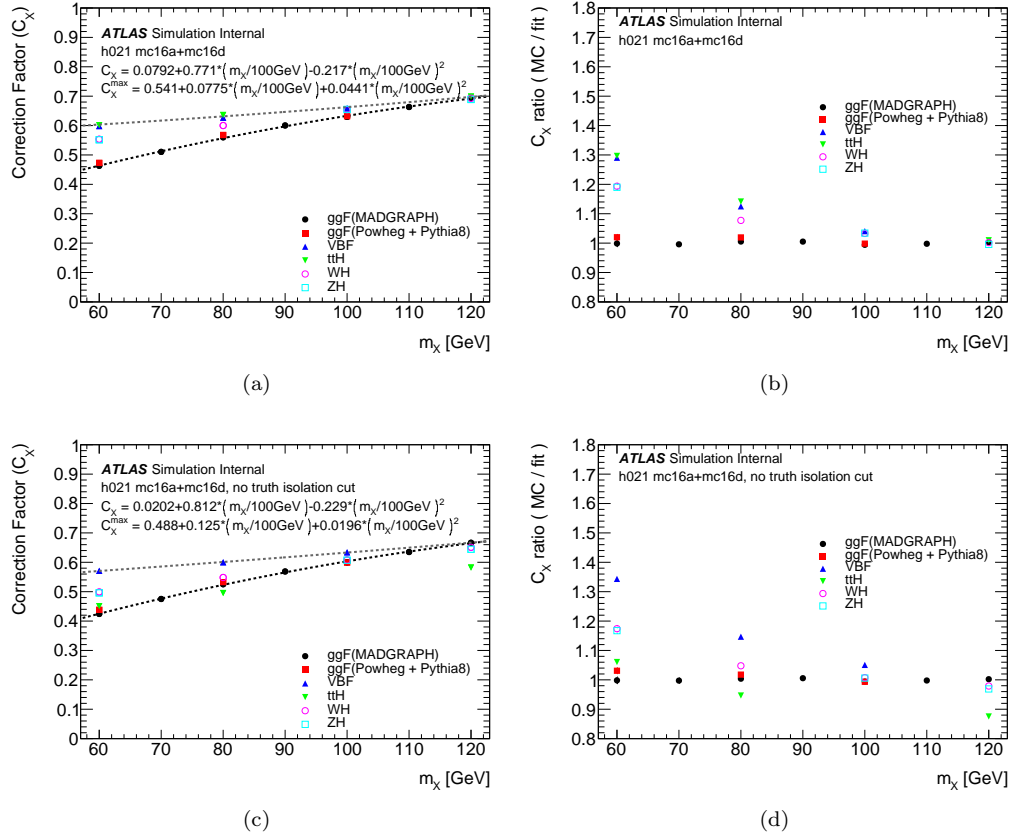 Correction Factor (C_X)
1
0.9
0.8
0.7
0.6
0.5
0.4
0.3
0.2
0.1
0
ATLAS Simulation Internal
h021 mc16a+mc16d
C_X = 0.0792+0.771*(m_X/100GeV)-0.217*(m_X/100GeV)^2
C_X^max = 0.541+0.0775*(m_X/100GeV)+0.0441*(m_X/100GeV)^2
ggF(MADGRAPH)
ggF(Powheg + Pythia8)
VBF
ttH
WH
ZH
60 70 80 90 100 110 120
m_X [GeV]
(a)
C_X ratio ( MC / fit )
1.8
1.7
1.6
1.5
1.4
1.3
1.2
1.1
1
0.9
0.8
ATLAS Simulation Internal
h021 mc16a+mc16d
ggF(MADGRAPH)
ggF(Powheg + Pythia8)
VBF
ttH
WH
ZH
60 70 80 90 100 110 120
m_X [GeV]
(b)
Correction Factor (C_X)
1
0.9
0.8
0.7
0.6
0.5
0.4
0.3
0.2
0.1
0
ATLAS Simulation Internal
h021 mc16a+mc16d, no truth isolation cut
C_X = 0.0202+0.812*(m_X/100GeV)-0.229*(m_X/100GeV)^2
C_X^max = 0.488+0.125*(m_X/100GeV)+0.0196*(m_X/100GeV)^2
ggF(MADGRAPH)
ggF(Powheg + Pythia8)
VBF
ttH
WH
ZH
60 70 80 90 100 110 120
m_X [GeV]
(c)
C_X ratio ( MC / fit )
1.8
1.7
1.6
1.5
1.4
1.3
1.2
1.1
1
0.9
0.8
ATLAS Simulation Internal
h021 mc16a+mc16d, no truth isolation cut
ggF(MADGRAPH)
ggF(Powheg + Pythia8)
VBF
ttH
WH
ZH
60 70 80 90 100 110 120
m_X [GeV]
(d)